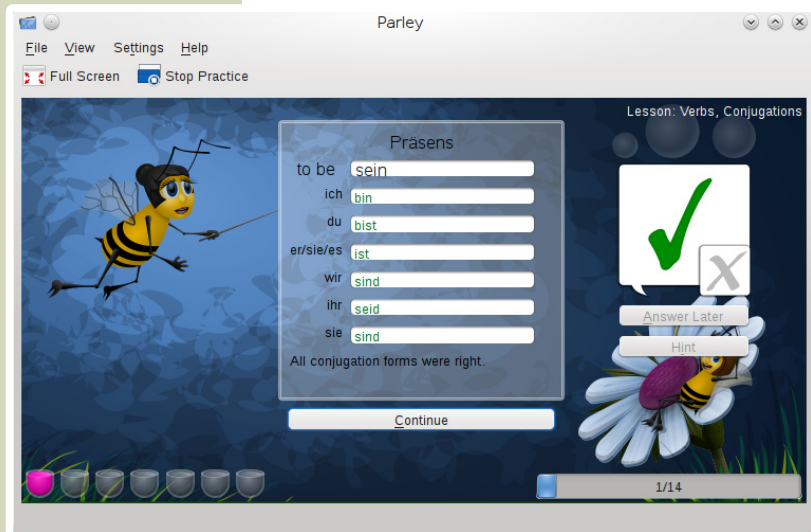 Parley
File View Settings Help
Full Screen Stop Practice
Lesson: Verbs, Conjugations
Präsens
to be sein
ich bin
du bist
er/sie/es ist
wir sind
ihr seid
sie sind
All conjugation forms were right.
Answer Later
Hint
Continue
1/14